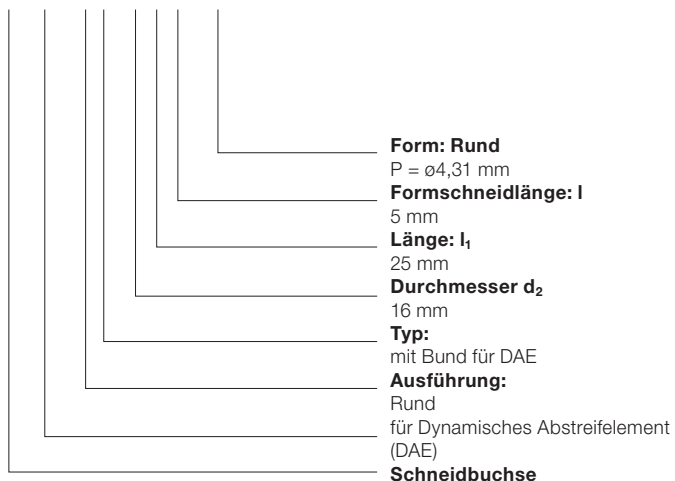 Form: Rund
P = ø4,31 mm
Formschneidlänge: l
5 mm
Länge: l₁
25 mm
Durchmesser d₂
16 mm
Typ:
mit Bund für DAE
Ausführung:
Rund
für Dynamisches Abstreifelement
(DAE)
Schneidbuchse